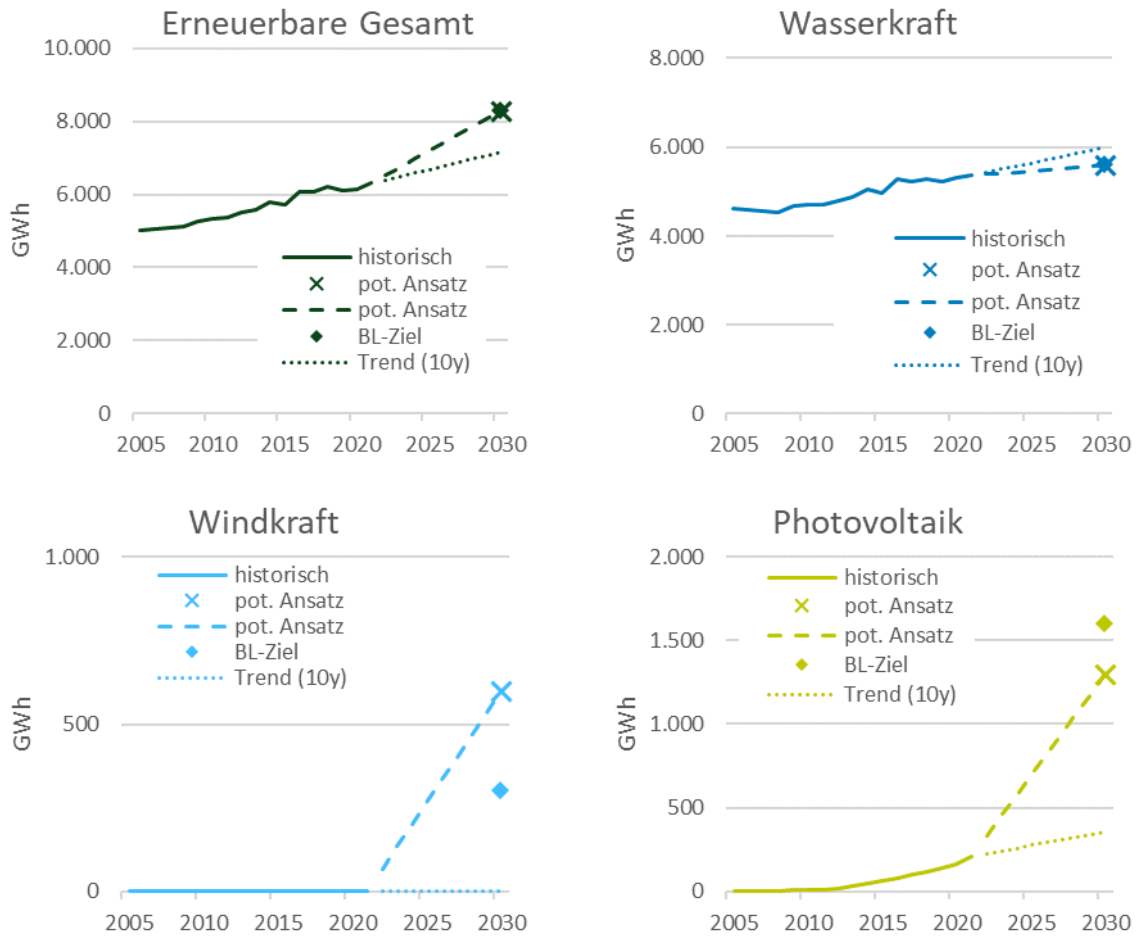 Erneuerbare Gesamt
10.000
8.000
6.000
4.000
2.000
0
GWh
historisch
pot. Ansatz
pot. Ansatz
BL-Ziel
Trend (10y)
2005 2010 2015 2020 2025 2030
Wasserkraft
8.000
6.000
4.000
2.000
0
GWh
historisch
pot. Ansatz
pot. Ansatz
BL-Ziel
Trend (10y)
2005 2010 2015 2020 2025 2030
Windkraft
1.000
500
0
GWh
historisch
pot. Ansatz
pot. Ansatz
BL-Ziel
Trend (10y)
2005 2010 2015 2020 2025 2030
Photovoltaik
2.000
1.500
1.000
500
0
GWh
historisch
pot. Ansatz
pot. Ansatz
BL-Ziel
Trend (10y)
2005 2010 2015 2020 2025 2030